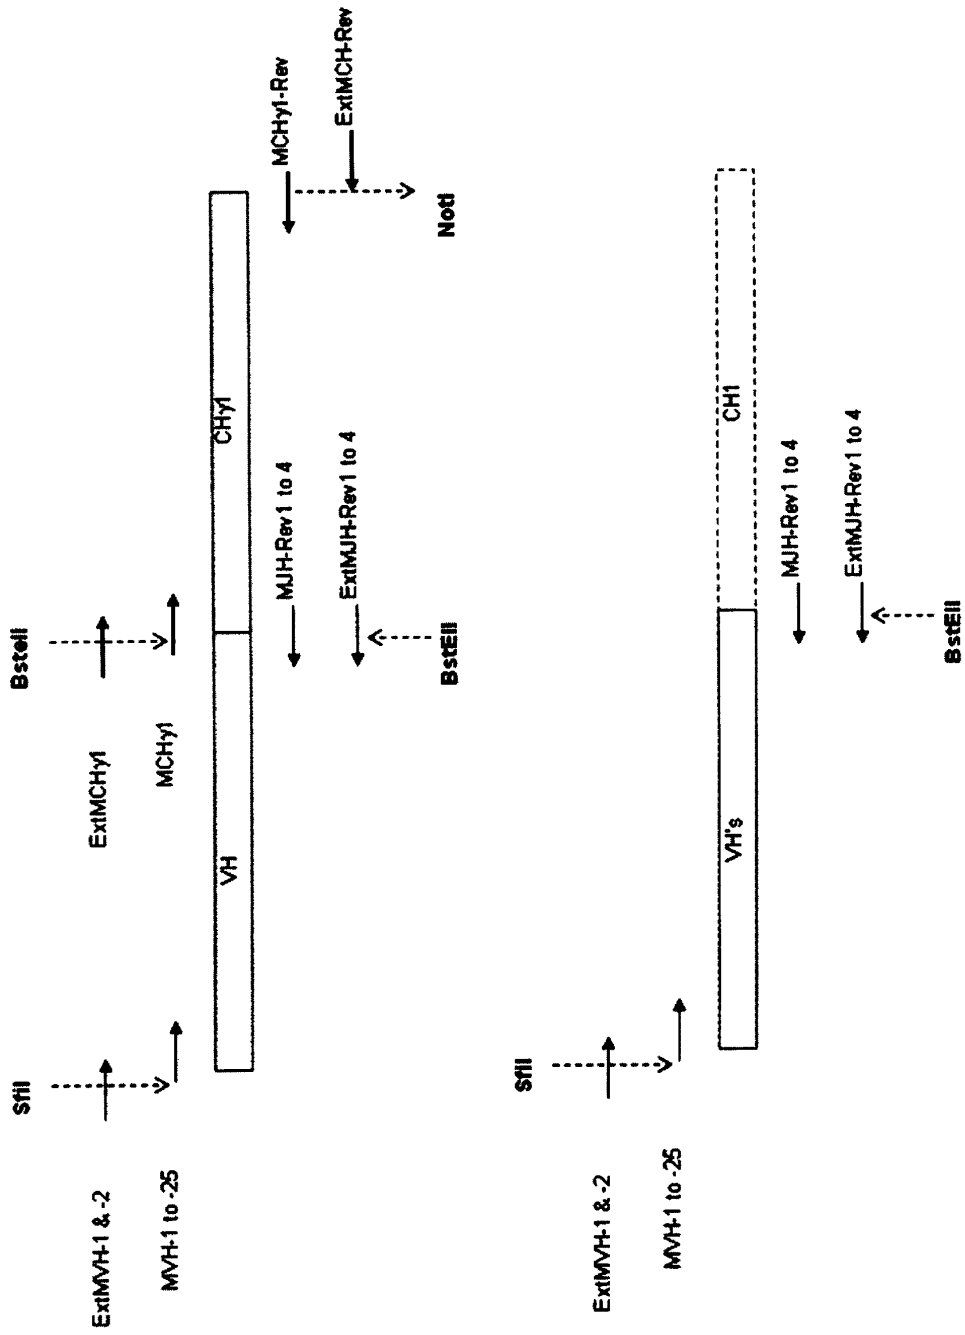 SfiI
BsteII
ExtMVH-1 & -2
ExtMCHγ1
MVH-1 to -25
MCHγ1
VH
CHγ1
MJH-Rev1 to 4
MCHγ1-Rev
ExtMJH-Rev1 to 4
ExtMCH-Rev
BstEII
NotI
SfiI
ExtMVH-1 & -2
MVH-1 to -25
VH's
CH1
MJH-Rev1 to 4
ExtMJH-Rev1 to 4
BstEII